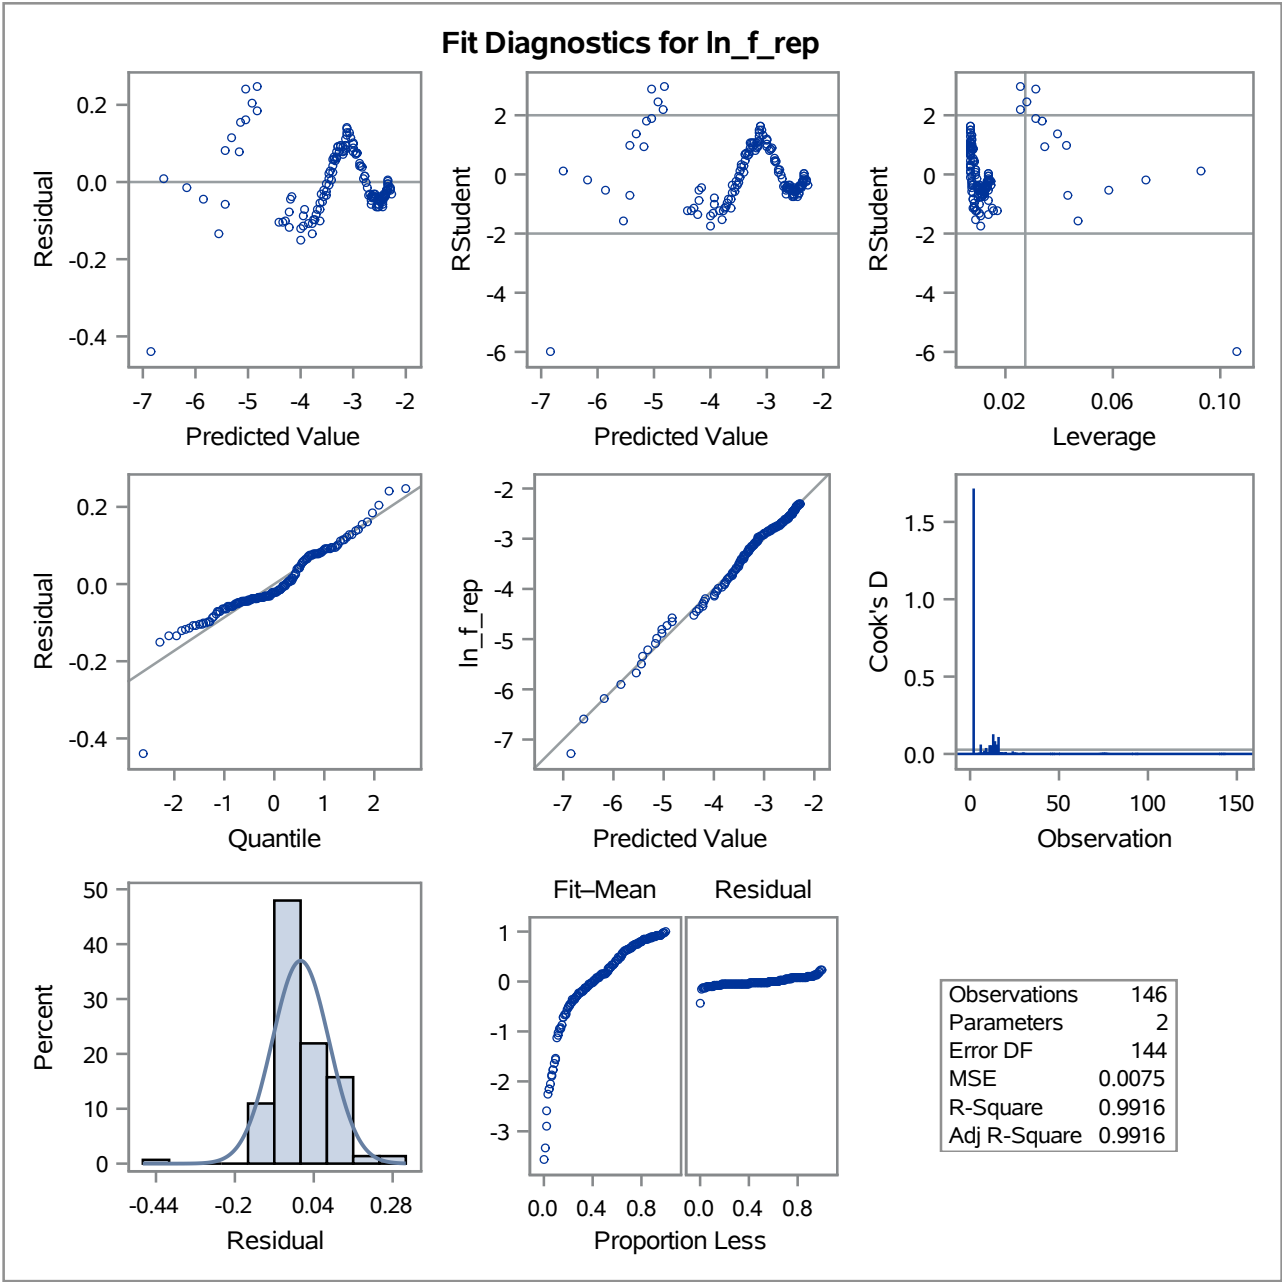 Fit Diagnostics for ln_f_rep
Residual
0.2
0.0
-0.2
-0.4
-7 -6 -5 -4 -3 -2
Predicted Value
RStudent
2
0
-2
-4
-6
-7 -6 -5 -4 -3 -2
Predicted Value
RStudent
2
0
-2
-4
-6
0.02 0.06 0.10
Leverage
Residual
0.2
0.0
-0.2
-0.4
-2 -1 0 1 2
Quantile
ln_f_rep
-2
-3
-4
-5
-6
-7
-7 -6 -5 -4 -3 -2
Predicted Value
Cook's D
1.5
1.0
0.5
0.0
0 50 100 150
Observation
Percent
50
40
30
20
10
0
-0.44 -0.2 0.04 0.28
Residual
Fit–Mean Residual
1
0
-1
-2
-3
0.0 0.4 0.8 0.0 0.4 0.8
Proportion Less
Observations 146
Parameters 2
Error DF 144
MSE 0.0075
R-Square 0.9916
Adj R-Square 0.9916